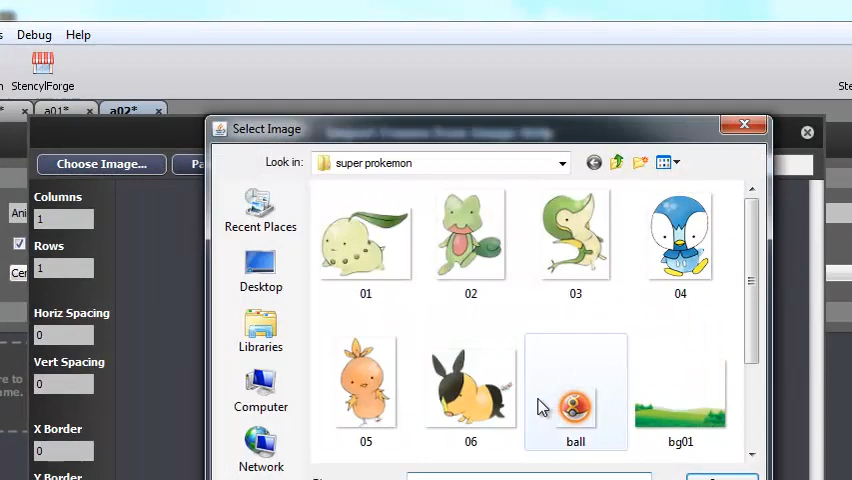 Debug Help
StencylForge
a01* a02*
Select Image
Choose Image...
Look in: super prokemon
Columns
1
Rows
1
Horiz Spacing
0
Vert Spacing
0
X Border
0
Recent Places
Desktop
Libraries
Computer
Network
01 02 03 04
05 06 ball bg01